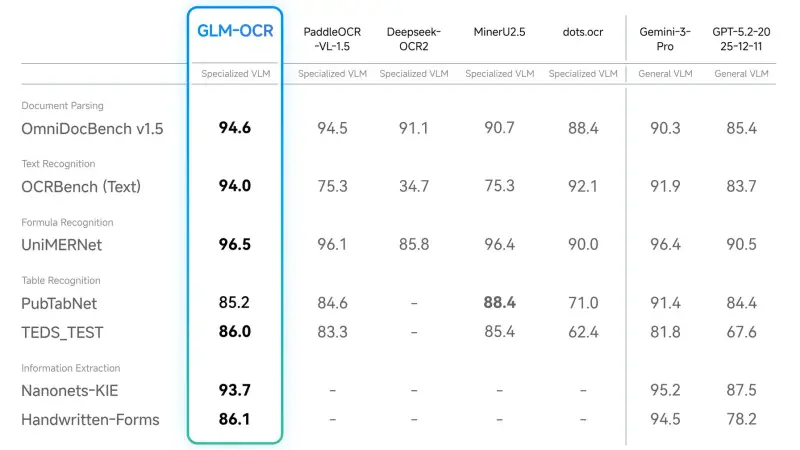 GLM-OCR PaddleOCR-VL-1.5 Deepseek-OCR2 MinerU2.5 dots.ocr Gemini-3-Pro GPT-5.2-2025-12-11
Specialized VLM Specialized VLM Specialized VLM Specialized VLM Specialized VLM General VLM General VLM
Document Parsing
OmniDocBench v1.5 94.6 94.5 91.1 90.7 88.4 90.3 85.4
Text Recognition
OCRBench (Text) 94.0 75.3 34.7 75.3 92.1 91.9 83.7
Formula Recognition
UniMERNet 96.5 96.1 85.8 96.4 90.0 96.4 90.5
Table Recognition
PubTabNet 85.2 84.6 – 88.4 71.0 91.4 84.4
TEDS_TEST 86.0 83.3 – 85.4 62.4 81.8 67.6
Information Extraction
Nanonets-KIE 93.7 – – – – 95.2 87.5
Handwritten-Forms 86.1 – – – – 94.5 78.2